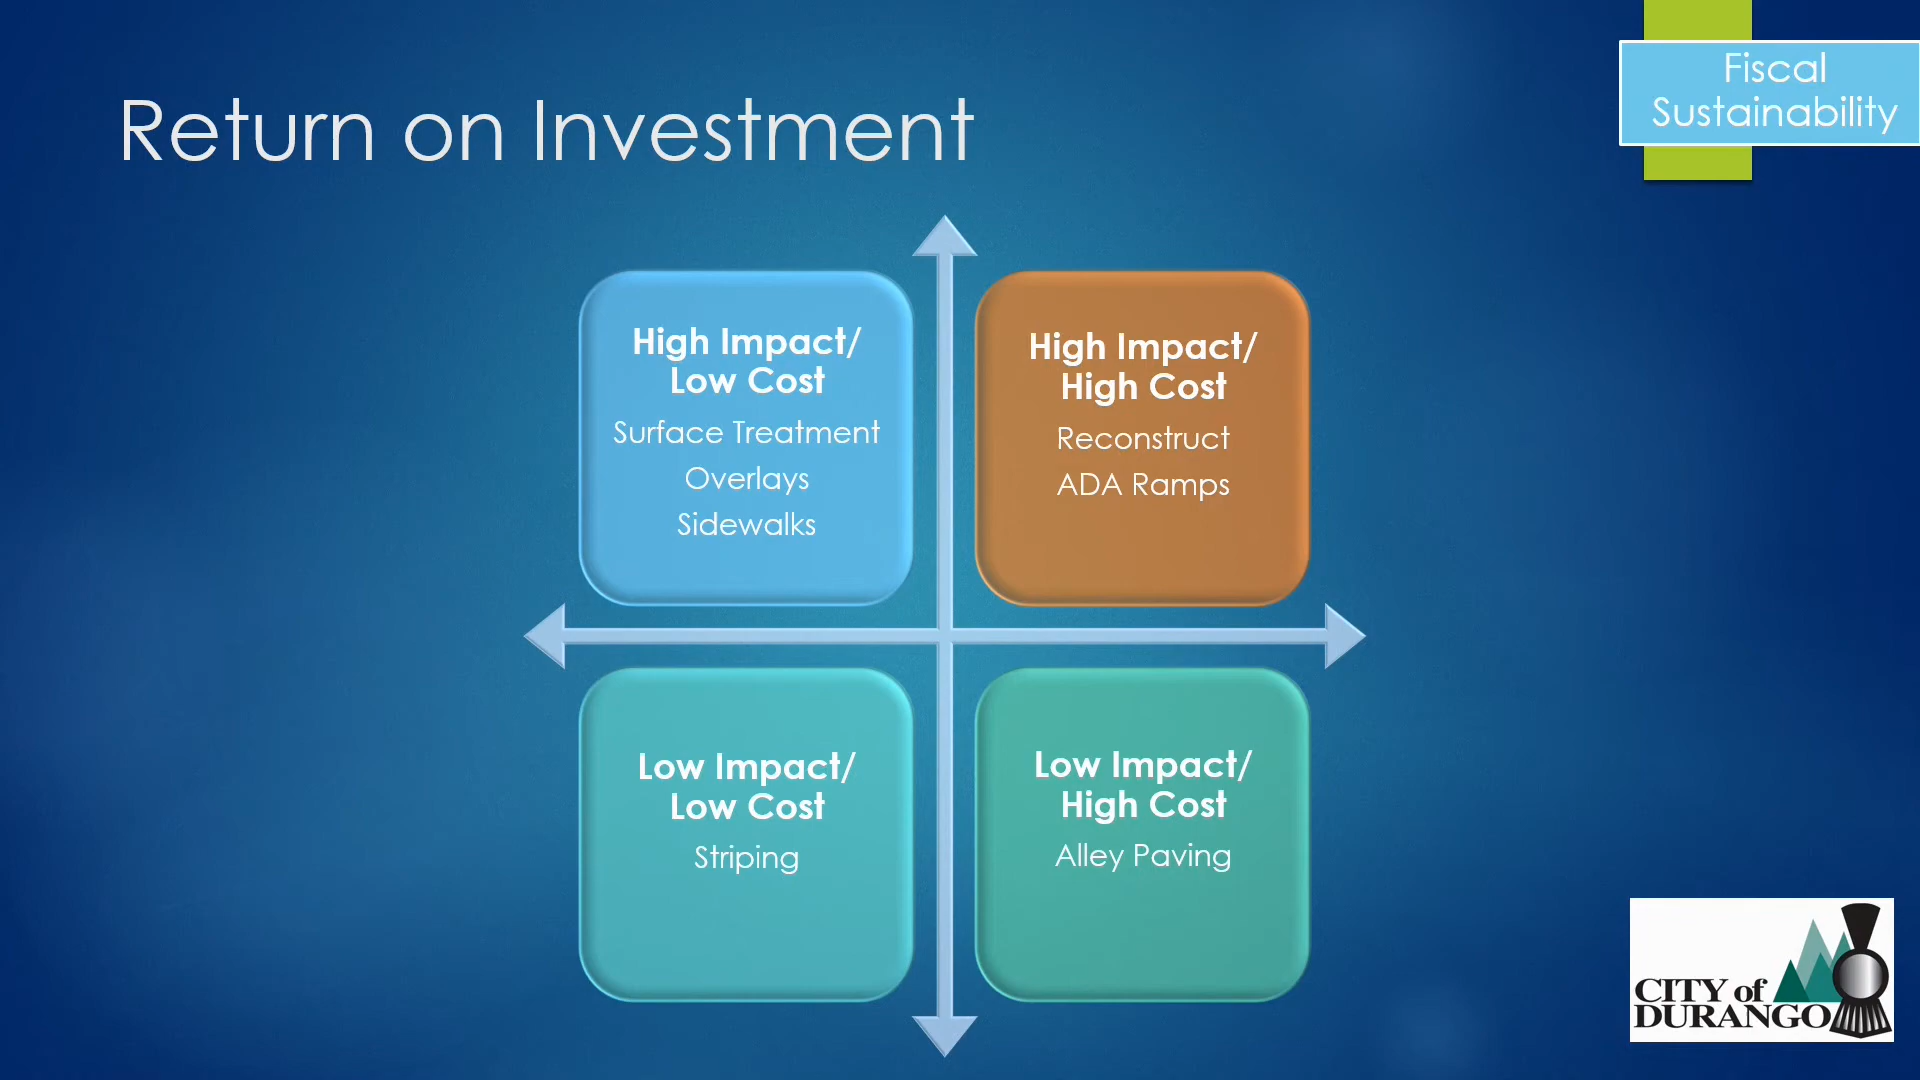 Fiscal
Sustainability
Return on Investment
High Impact/
Low Cost
Surface Treatment
Overlays
Sidewalks
High Impact/
High Cost
Reconstruct
ADA Ramps
Low Impact/
Low Cost
Striping
Low Impact/
High Cost
Alley Paving
CITY of
DURANGO